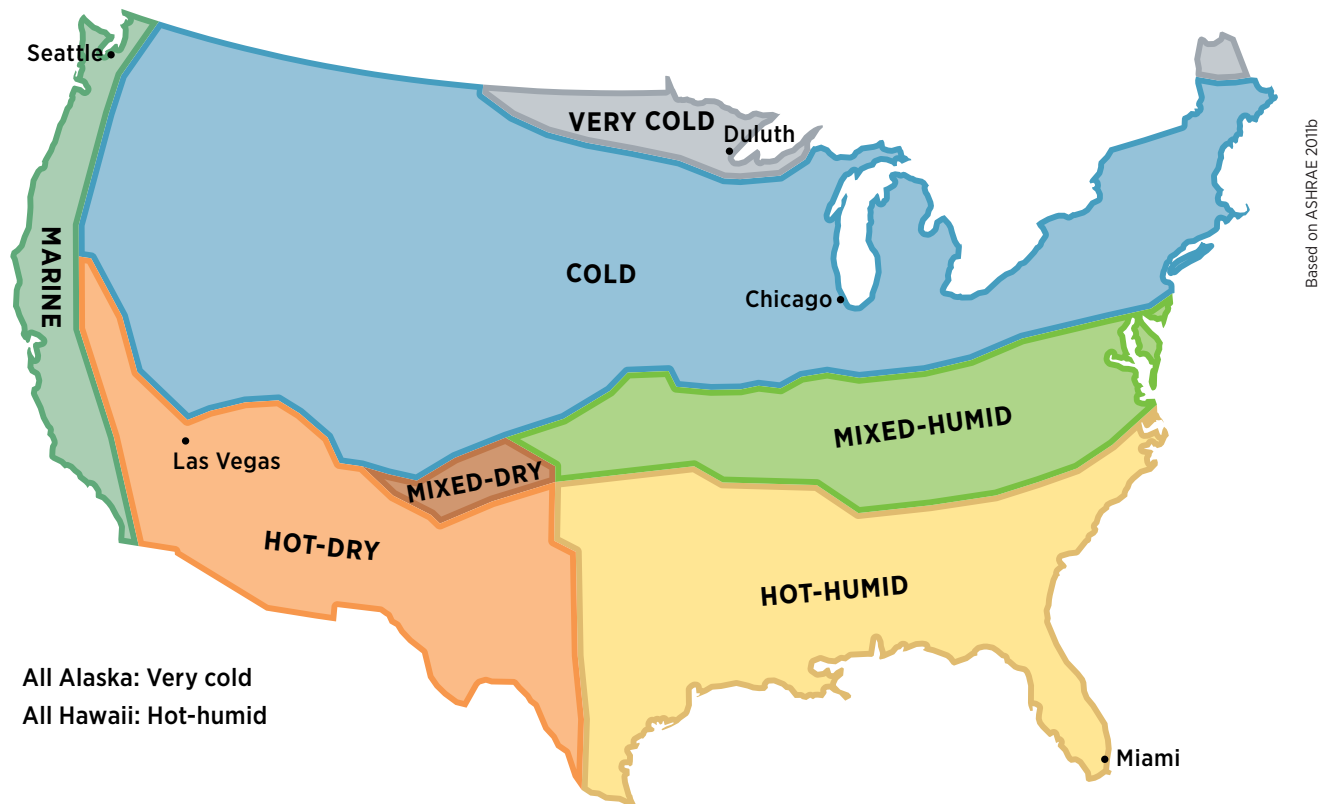 Seattle
VERY COLD
Duluth
MARINE
COLD
Chicago
MIXED-HUMID
Las Vegas
MIXED-DRY
HOT-DRY
HOT-HUMID
All Alaska: Very cold
All Hawaii: Hot-humid
Miami
Based on ASHRAE 2011b